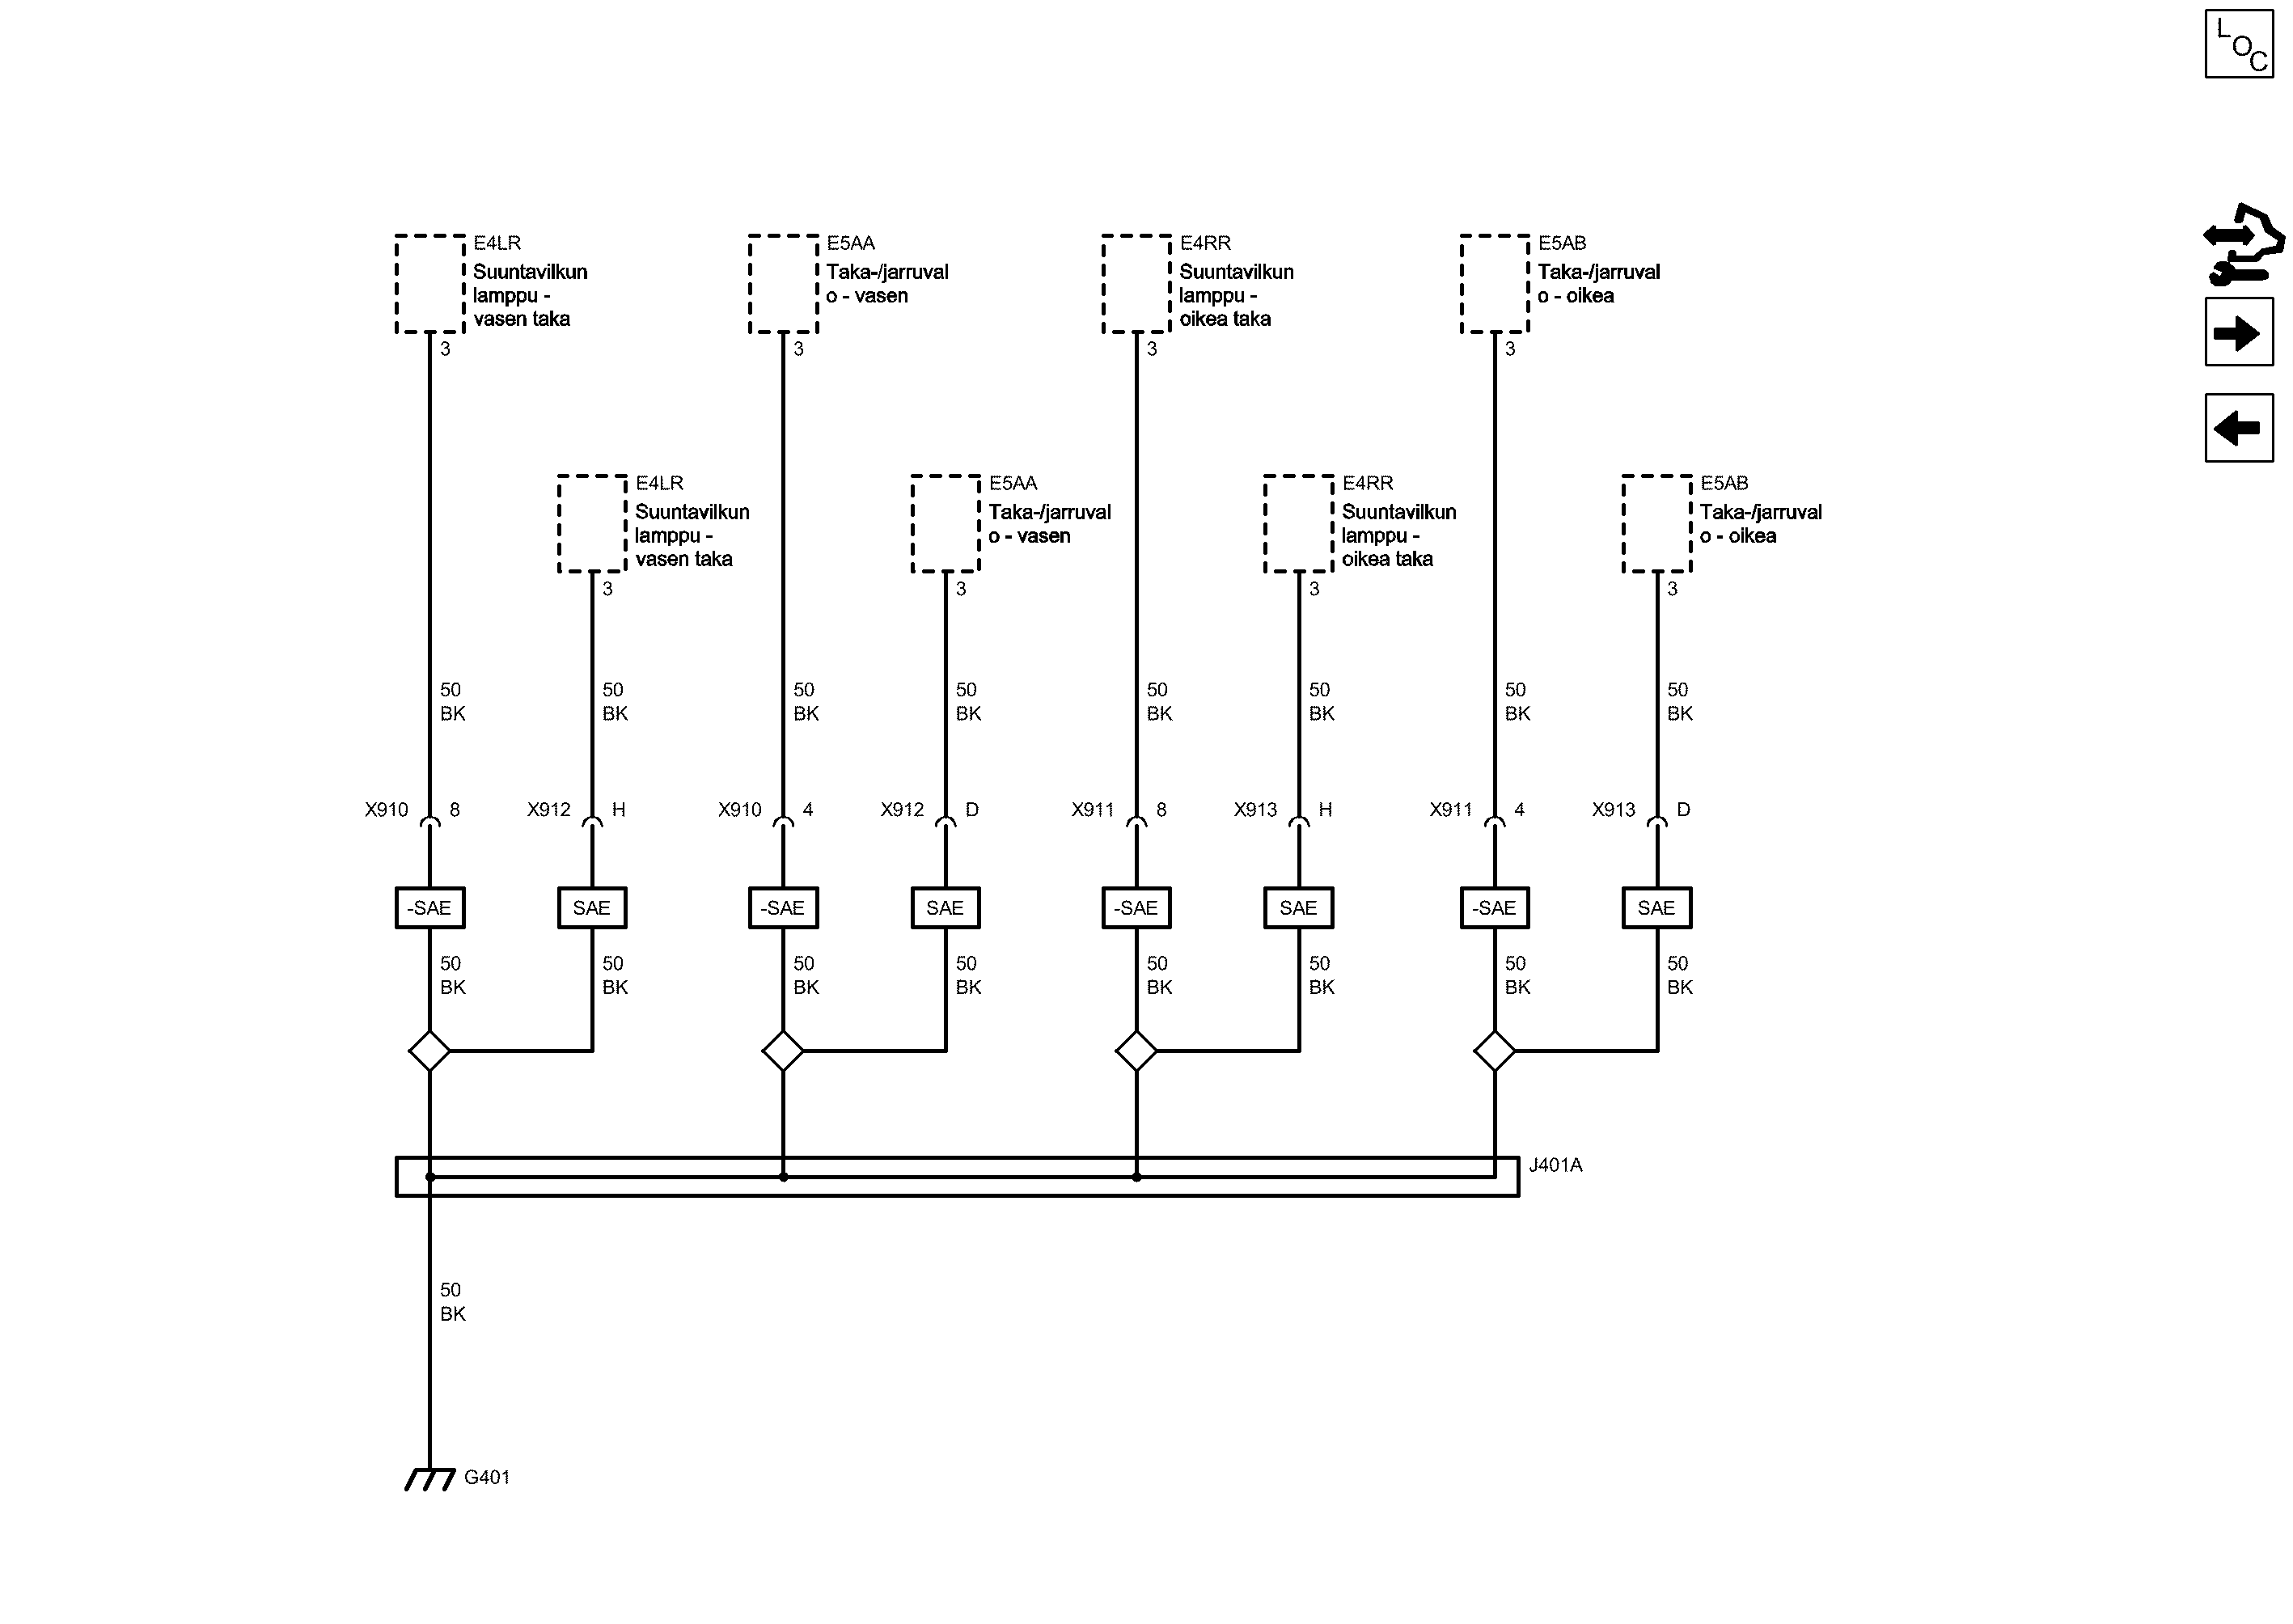 LOC
E4LR
Suuntavilkun
lamppu -
vasen taka
3
E5AA
Taka-/jarruval
o - vasen
3
E4RR
Suuntavilkun
lamppu -
oikea taka
3
E5AB
Taka-/jarruval
o - oikea
3
E4LR
Suuntavilkun
lamppu -
vasen taka
3
E5AA
Taka-/jarruval
o - vasen
3
E4RR
Suuntavilkun
lamppu -
oikea taka
3
E5AB
Taka-/jarruval
o - oikea
3
50
BK
50
BK
50
BK
50
BK
50
BK
50
BK
50
BK
50
BK
X910 8
X912 H
X910 4
X912 D
X911 8
X913 H
X911 4
X913 D
-SAE
SAE
-SAE
SAE
-SAE
SAE
-SAE
SAE
50
BK
50
BK
50
BK
50
BK
50
BK
50
BK
50
BK
50
BK
J401A
50
BK
G401